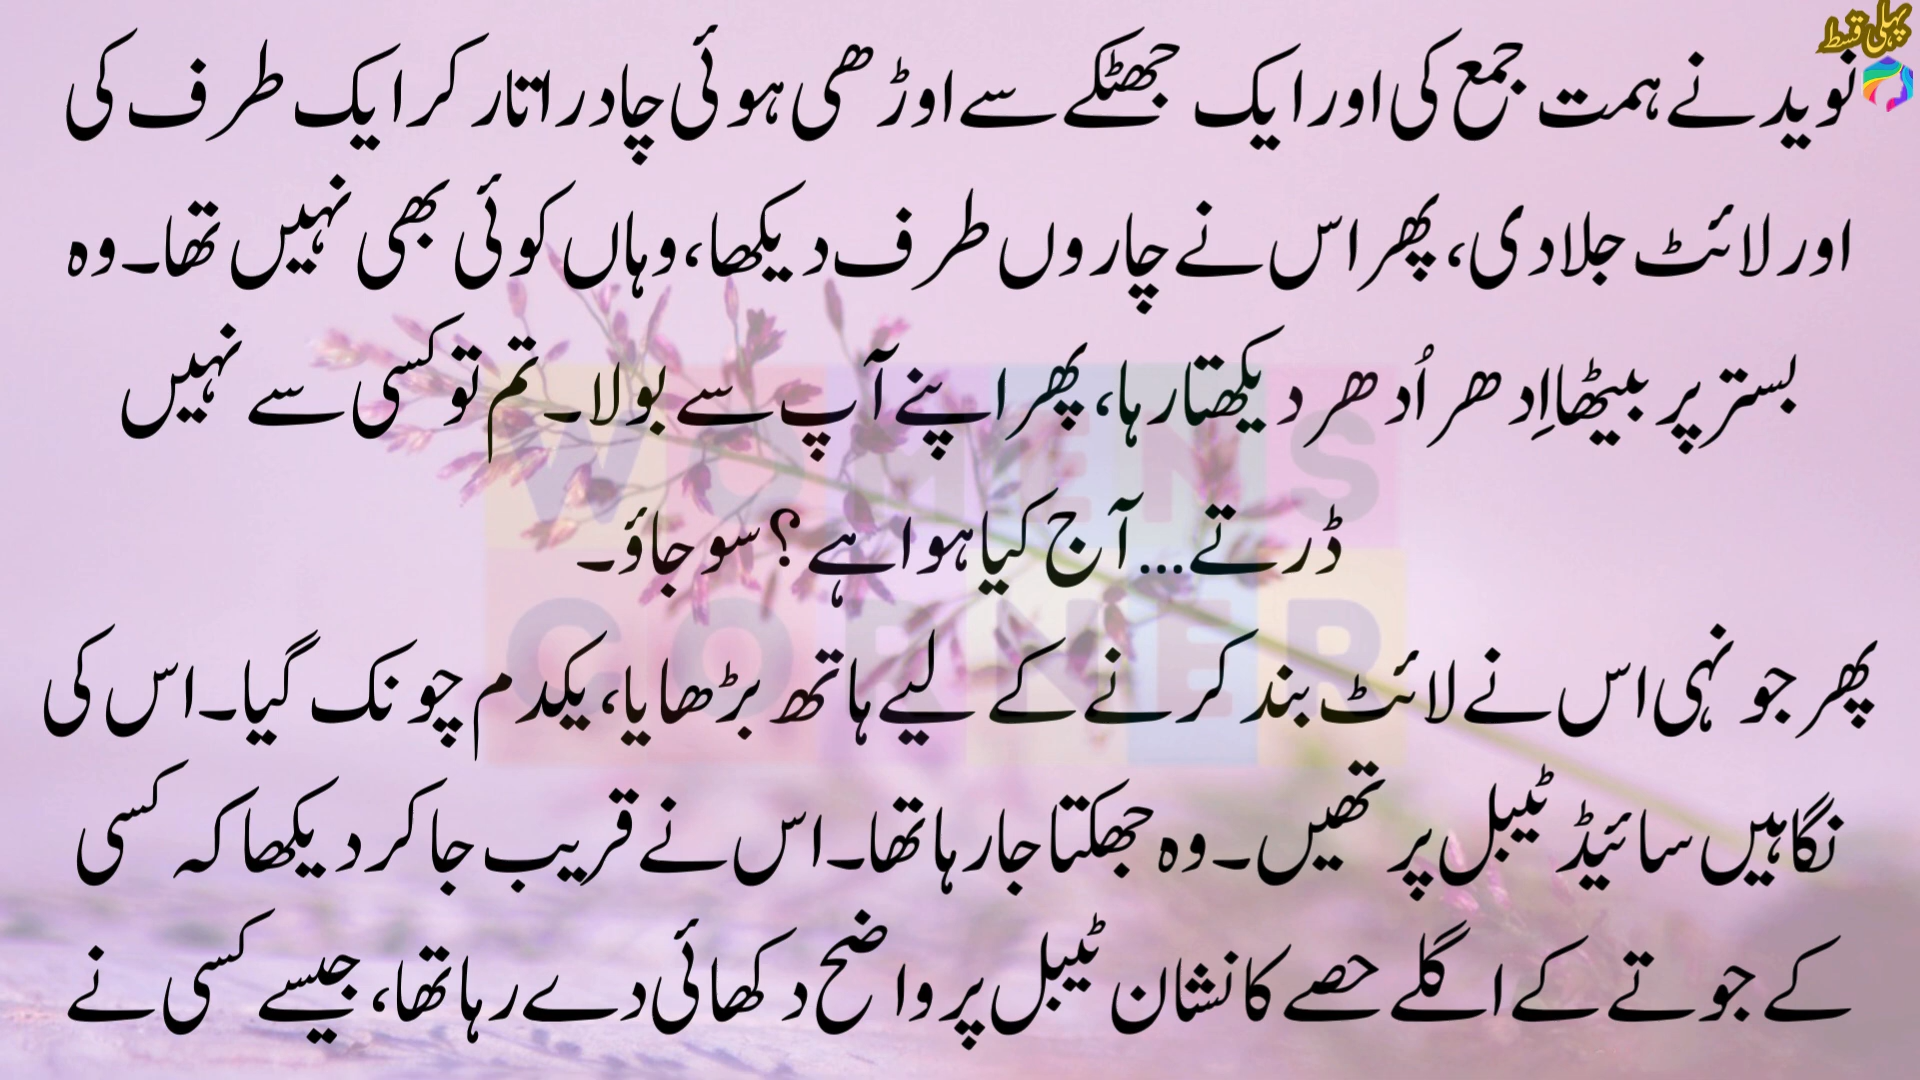 پہلی قسط
نوید نے ہمت جمع کی اور ایک جھٹکے سے اوڑھی ہوئی چادر اتار کر ایک طرف کی
اور لائٹ جلا دی، پھر اس نے چاروں طرف دیکھا، وہاں کوئی بھی نہیں تھا۔ وہ
بستر پر بیٹھا اِدھر اُدھر دیکھتا رہا، پھر اپنے آپ سے بولا۔ تم تو کسی سے نہیں
ڈرتے... آج کیا ہوا ہے؟ سو جاؤ۔
پھر جونہی اس نے لائٹ بند کرنے کے لیے ہاتھ بڑھایا، یکدم چونک گیا۔ اس کی
نگاہیں سائیڈ ٹیبل پر تھیں۔ وہ جھکتا جا رہا تھا۔ اس نے قریب جا کر دیکھا کہ کسی
کے جوتے کے اگلے حصے کا نشان ٹیبل پر واضح دکھائی دے رہا تھا، جیسے کسی نے
WOMENS
CORNER